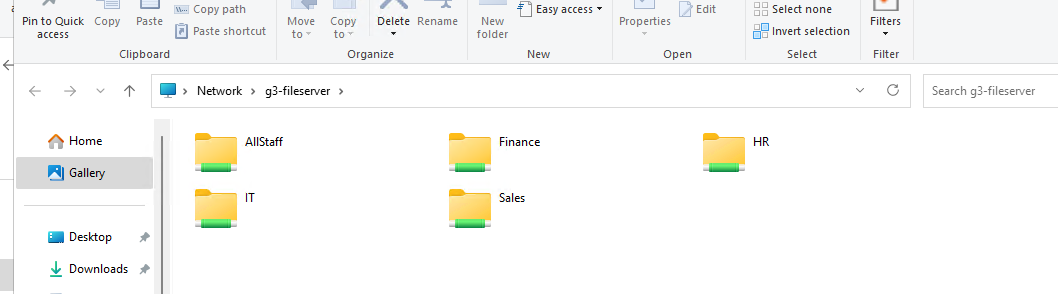 Pin to Quick access
Copy
Paste
Copy path
Paste shortcut
Clipboard
Move to
Copy to
Delete
Rename
Organize
New folder
Easy access
New
Properties
Edit
Open
Select none
Invert selection
Select
Filters
Filter
Network > g3-fileserver >
Search g3-fileserver
Home
Gallery
Desktop
Downloads
AllStaff
Finance
HR
IT
Sales